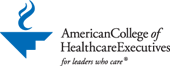 AmericanCollege of
HealthcareExecutives
for leaders who care®